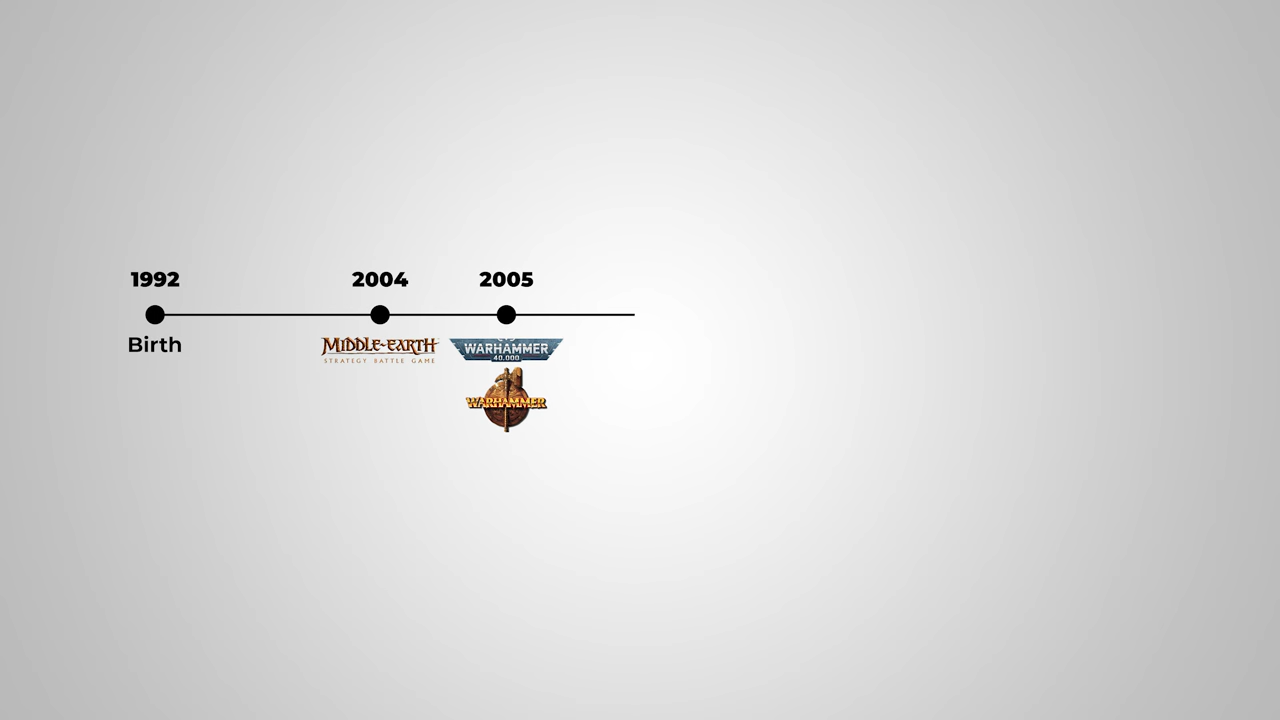 1992
2004
2005
Birth
MIDDLE-EARTH
STRATEGY BATTLE GAME
WARHAMMER
40,000
WARHAMMER